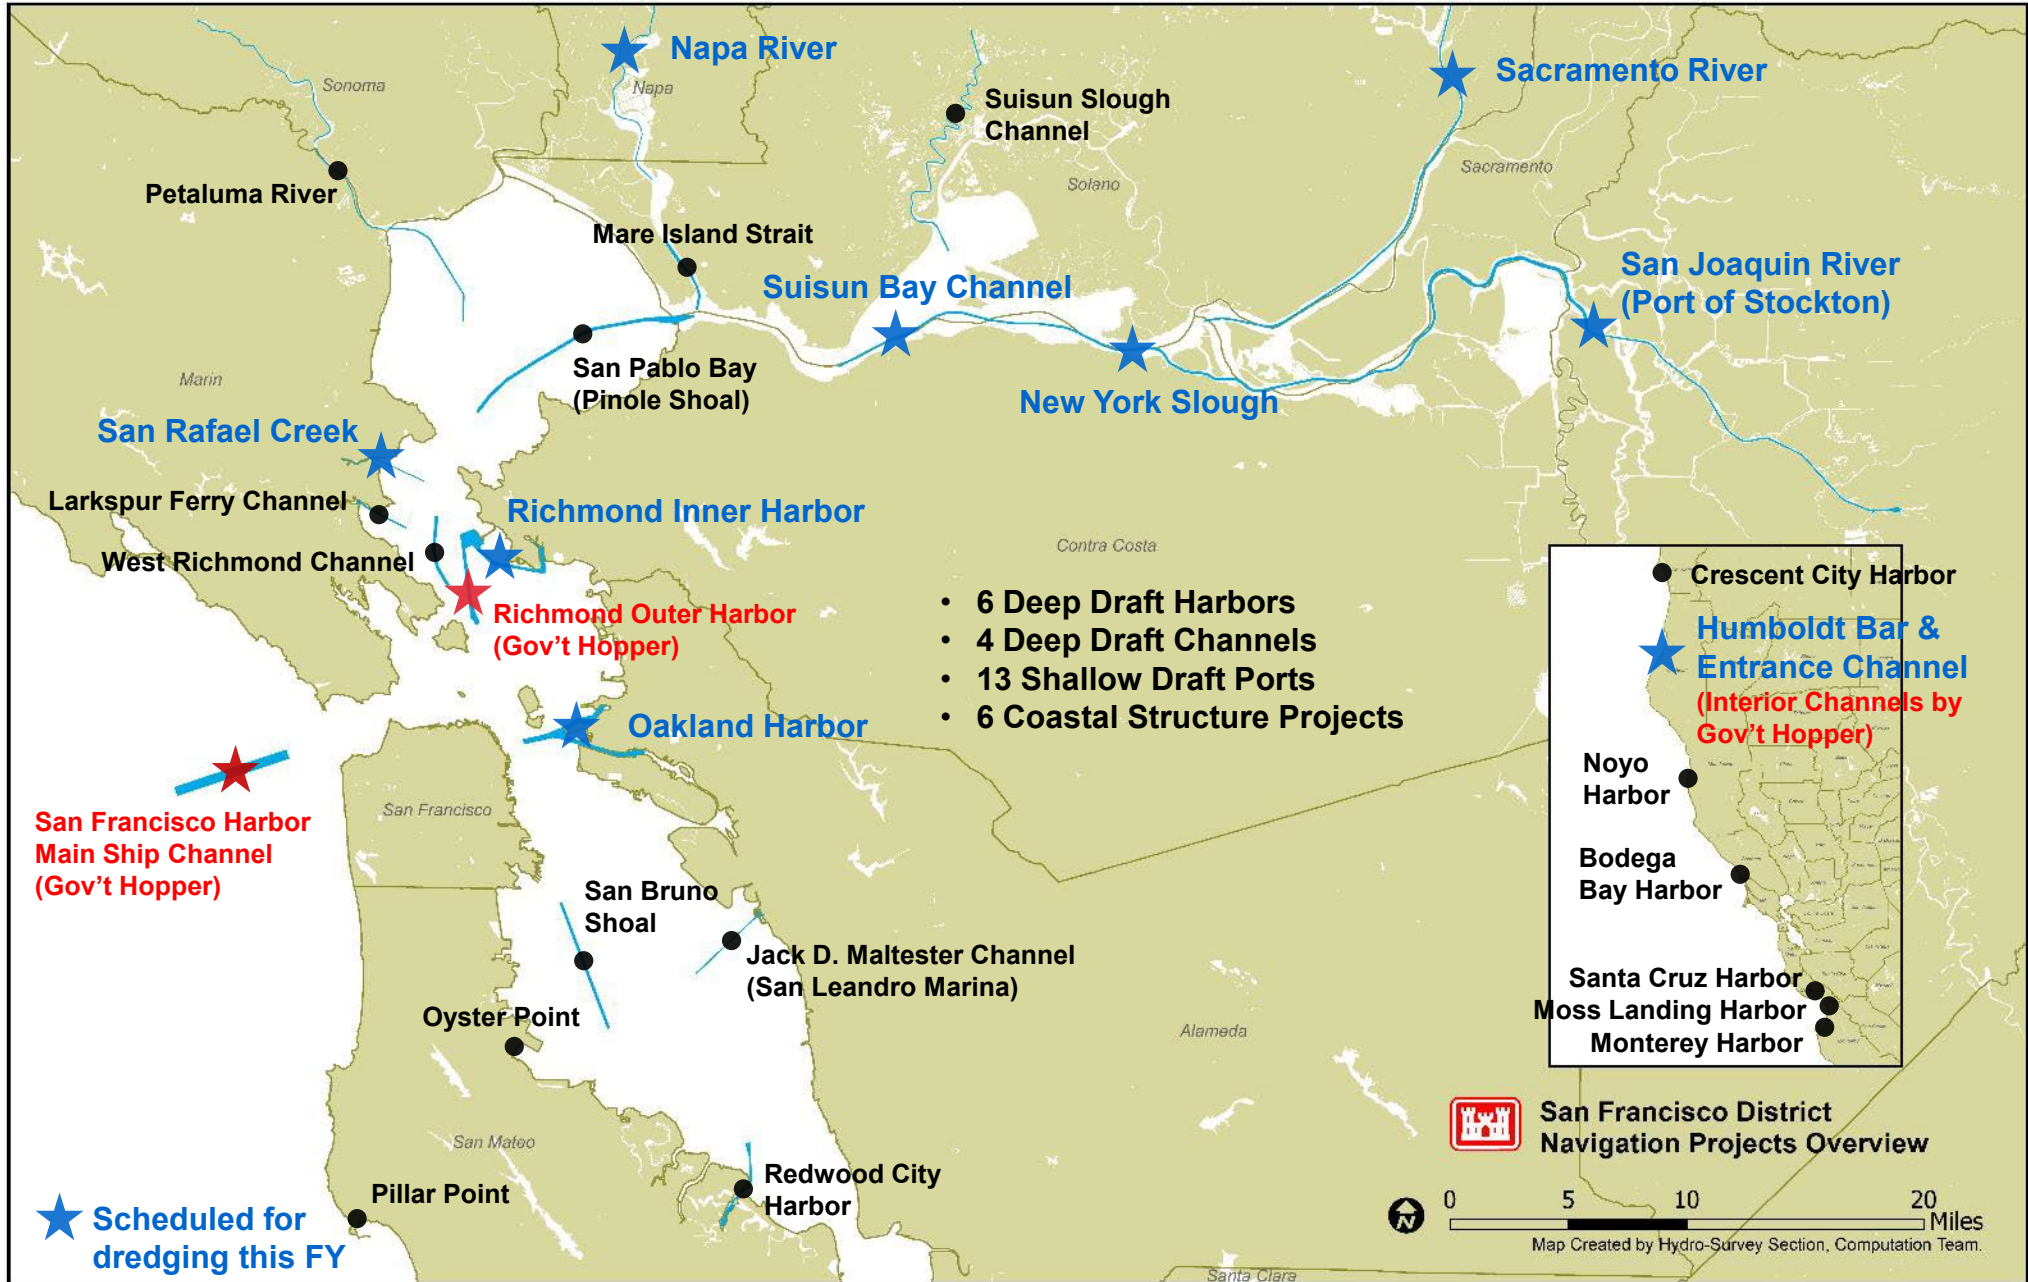 Napa River
Sacramento River
Sonoma
Napa
Suisun Slough
Channel
Petaluma River
Solano
Sacramento
Mare Island Strait
Suisun Bay Channel
San Joaquin River
(Port of Stockton)
San Pablo Bay
(Pinole Shoal)
Marin
New York Slough
San Rafael Creek
Larkspur Ferry Channel
Richmond Inner Harbor
West Richmond Channel
Contra Costa
Richmond Outer Harbor
(Gov't Hopper)
• 6 Deep Draft Harbors
• 4 Deep Draft Channels
• 13 Shallow Draft Ports
• 6 Coastal Structure Projects
Oakland Harbor
San Francisco
San Francisco Harbor
Main Ship Channel
(Gov't Hopper)
San Bruno
Shoal
Jack D. Maltester Channel
(San Leandro Marina)
Oyster Point
Alameda
San Mateo
Redwood City
Harbor
Pillar Point
Santa Clara
Crescent City Harbor
Humboldt Bar &
Entrance Channel
(Interior Channels by
Gov't Hopper)
Noyo
Harbor
Bodega
Bay Harbor
Santa Cruz Harbor
Moss Landing Harbor
Monterey Harbor
San Francisco District
Navigation Projects Overview
N
0 5 10 20
Miles
Map Created by Hydro-Survey Section, Computation Team.
Scheduled for
dredging this FY